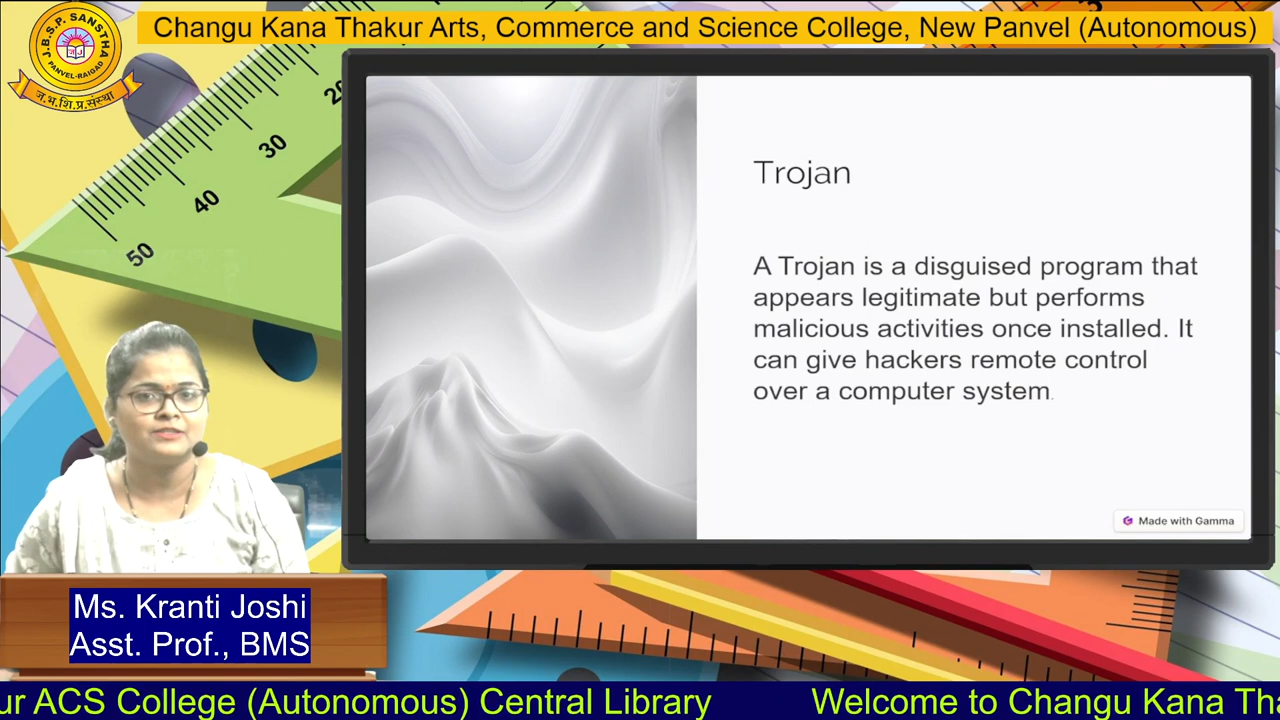 Changu Kana Thakur Arts, Commerce and Science College, New Panvel (Autonomous)
J.B.S.P. SANSTHA
PANVEL-RAIGAD
ज.भ.शि.प्र.संस्था
30
40
50
Trojan
A Trojan is a disguised program that
appears legitimate but performs
malicious activities once installed. It
can give hackers remote control
over a computer system.
Made with Gamma
Ms. Kranti Joshi
Asst. Prof., BMS
ur ACS College (Autonomous) Central Library
Welcome to Changu Kana Tha